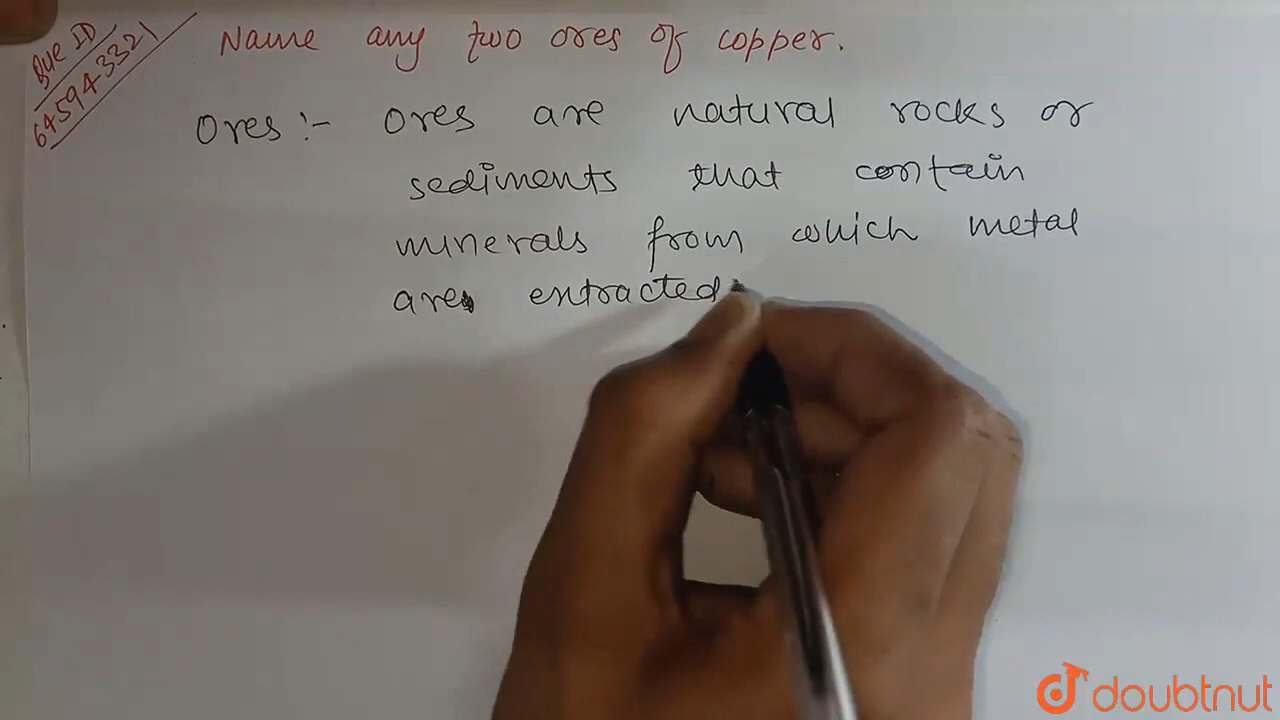 Que ID
645943321
Name any two ores of copper.
Ores :- Ores are natural rocks or
sediments that contain
minerals from which metal
are extracted.
doubtnut